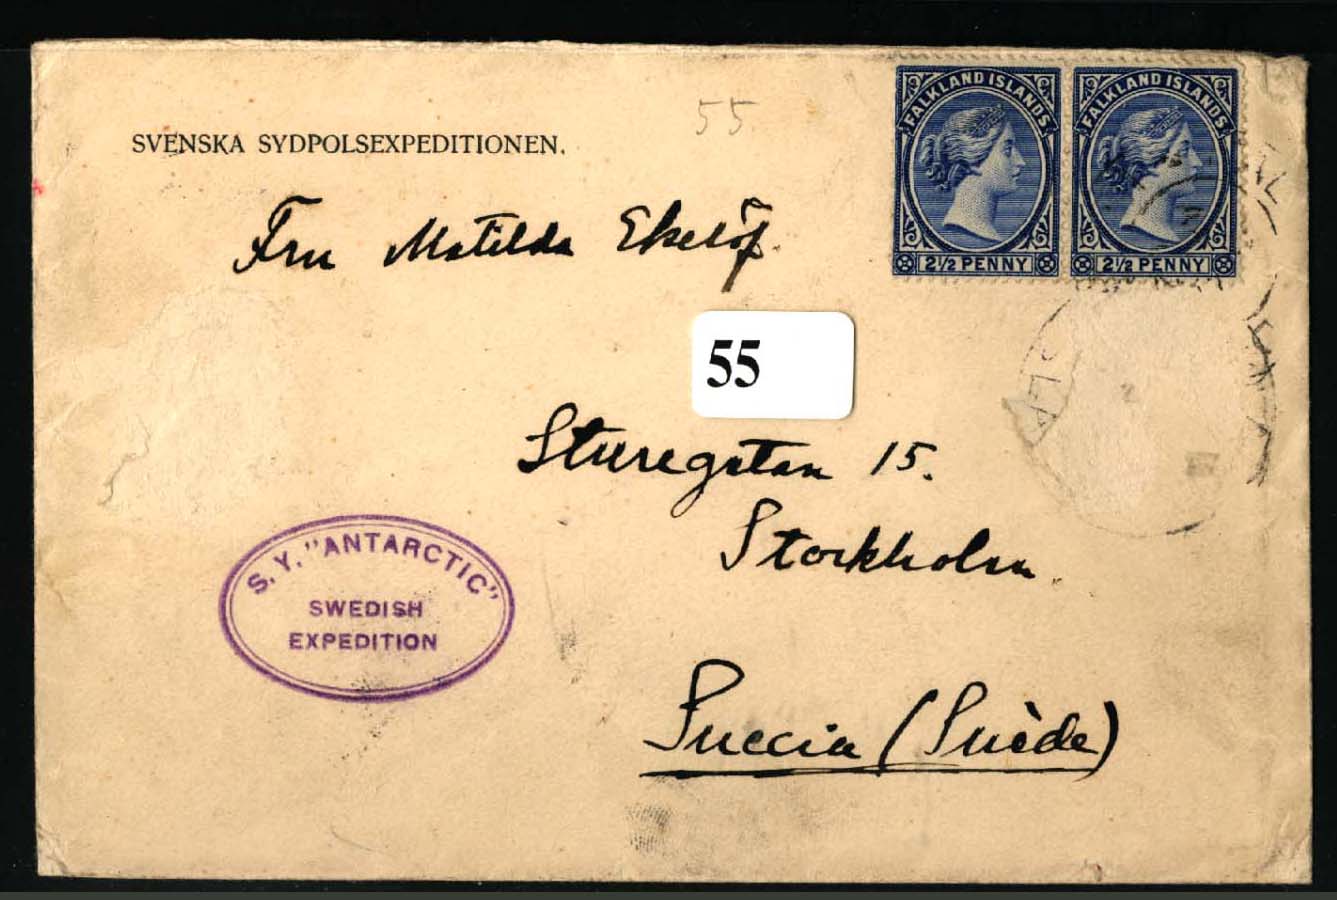 55
FALKLAND ISLANDS
2½ PENNY
FALKLAND ISLANDS
2½ PENNY
SVENSKA SYDPOLSEXPEDITIONEN.
Fru Matilda Ekelöf.
55
Sturegatan 15.
Stockholm.
S. Y. "ANTARCTIC"
SWEDISH
EXPEDITION
Suecia (Suède)